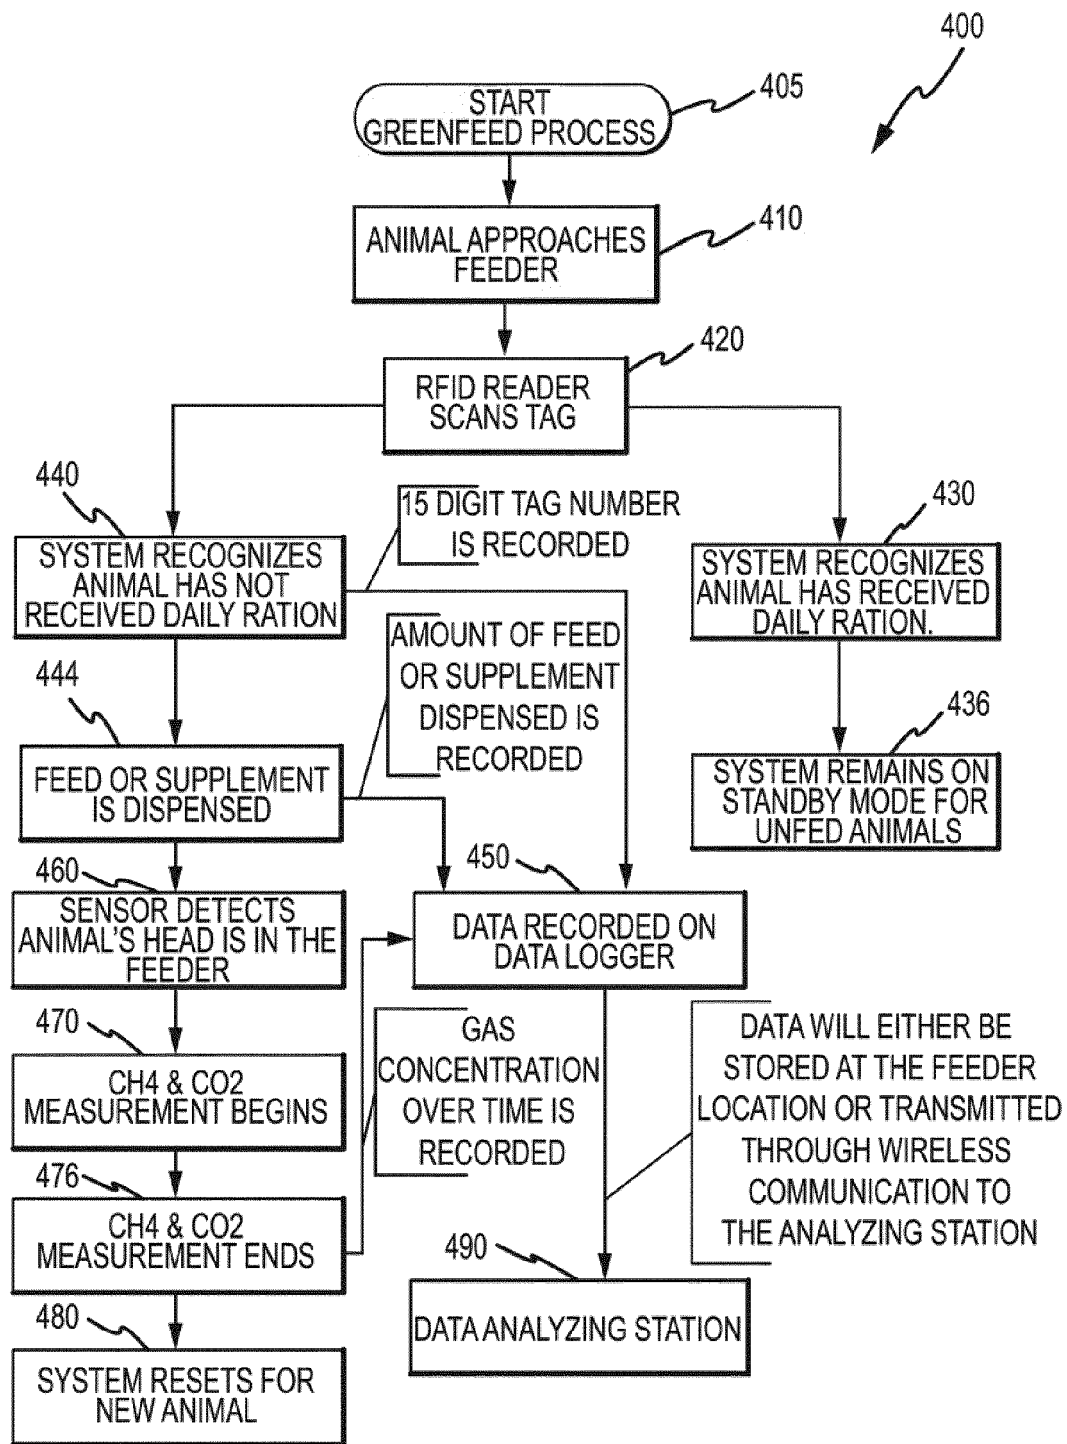 400
START
GREENFEED PROCESS
405
ANIMAL APPROACHES
FEEDER
410
RFID READER
SCANS TAG
420
440
SYSTEM RECOGNIZES
ANIMAL HAS NOT
RECEIVED DAILY RATION
15 DIGIT TAG NUMBER
IS RECORDED
430
SYSTEM RECOGNIZES
ANIMAL HAS RECEIVED
DAILY RATION.
444
FEED OR SUPPLEMENT
IS DISPENSED
AMOUNT OF FEED
OR SUPPLEMENT
DISPENSED IS
RECORDED
436
SYSTEM REMAINS ON
STANDBY MODE FOR
UNFED ANIMALS
460
SENSOR DETECTS
ANIMAL'S HEAD IS IN THE
FEEDER
450
DATA RECORDED ON
DATA LOGGER
470
CH4 & CO2
MEASUREMENT BEGINS
GAS
CONCENTRATION
OVER TIME IS
RECORDED
DATA WILL EITHER BE
STORED AT THE FEEDER
LOCATION OR TRANSMITTED
THROUGH WIRELESS
COMMUNICATION TO
THE ANALYZING STATION
476
CH4 & CO2
MEASUREMENT ENDS
490
DATA ANALYZING STATION
480
SYSTEM RESETS FOR
NEW ANIMAL